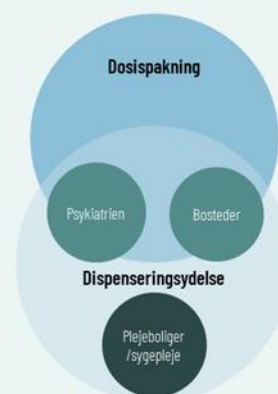 Dosispakning
Psykiatrien
Bosteder
Dispenseringsydelse
Plejeboliger
/sygepleje